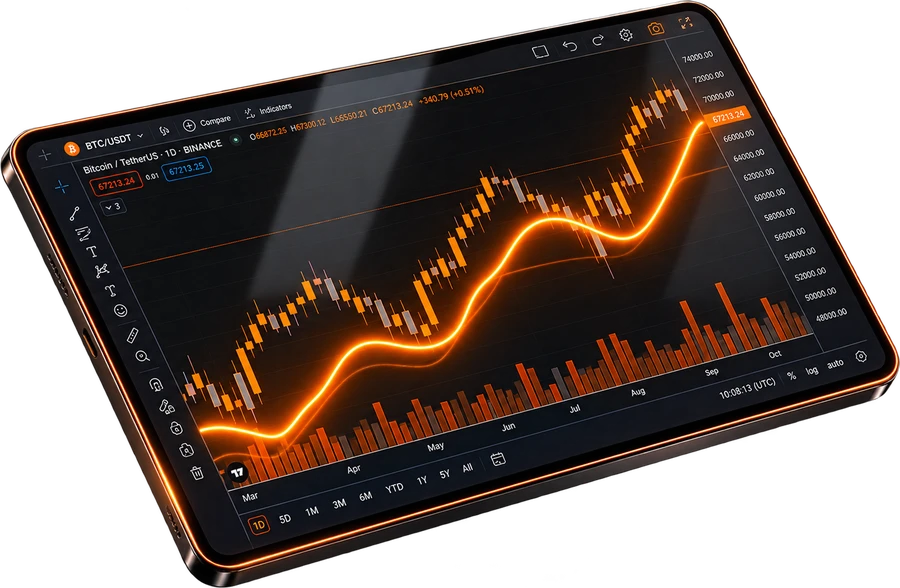 BTC/USDT Compare Indicators
Bitcoin / TetherUS · 1D · BINANCE O66872.25 H67300.12 L66550.21 C67213.24 +340.79 (+0.51%)
67213.24 0.01 67213.25
3
74000.00
72000.00
70000.00
67213.24
66000.00
64000.00
62000.00
60000.00
58000.00
56000.00
54000.00
52000.00
50000.00
48000.00
Mar Apr May Jun Jul Aug Sep Oct
1D 5D 1M 3M 6M YTD 1Y 5Y All
10:08:13 (UTC) % log auto